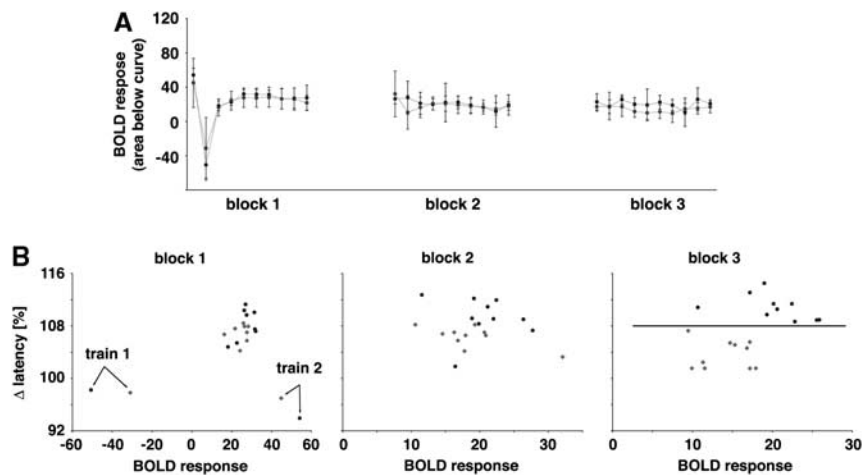 A
120
80
40
0
-40
BOLD respose
(area below curve)
block 1 block 2 block 3
B
block 1 block 2 block 3
Δ latency [%]
116
108
100
92
train 1
train 2
-60 -40 -20 0 20 40 60
0 10 20 30
0 10 20 30
BOLD response BOLD response BOLD response